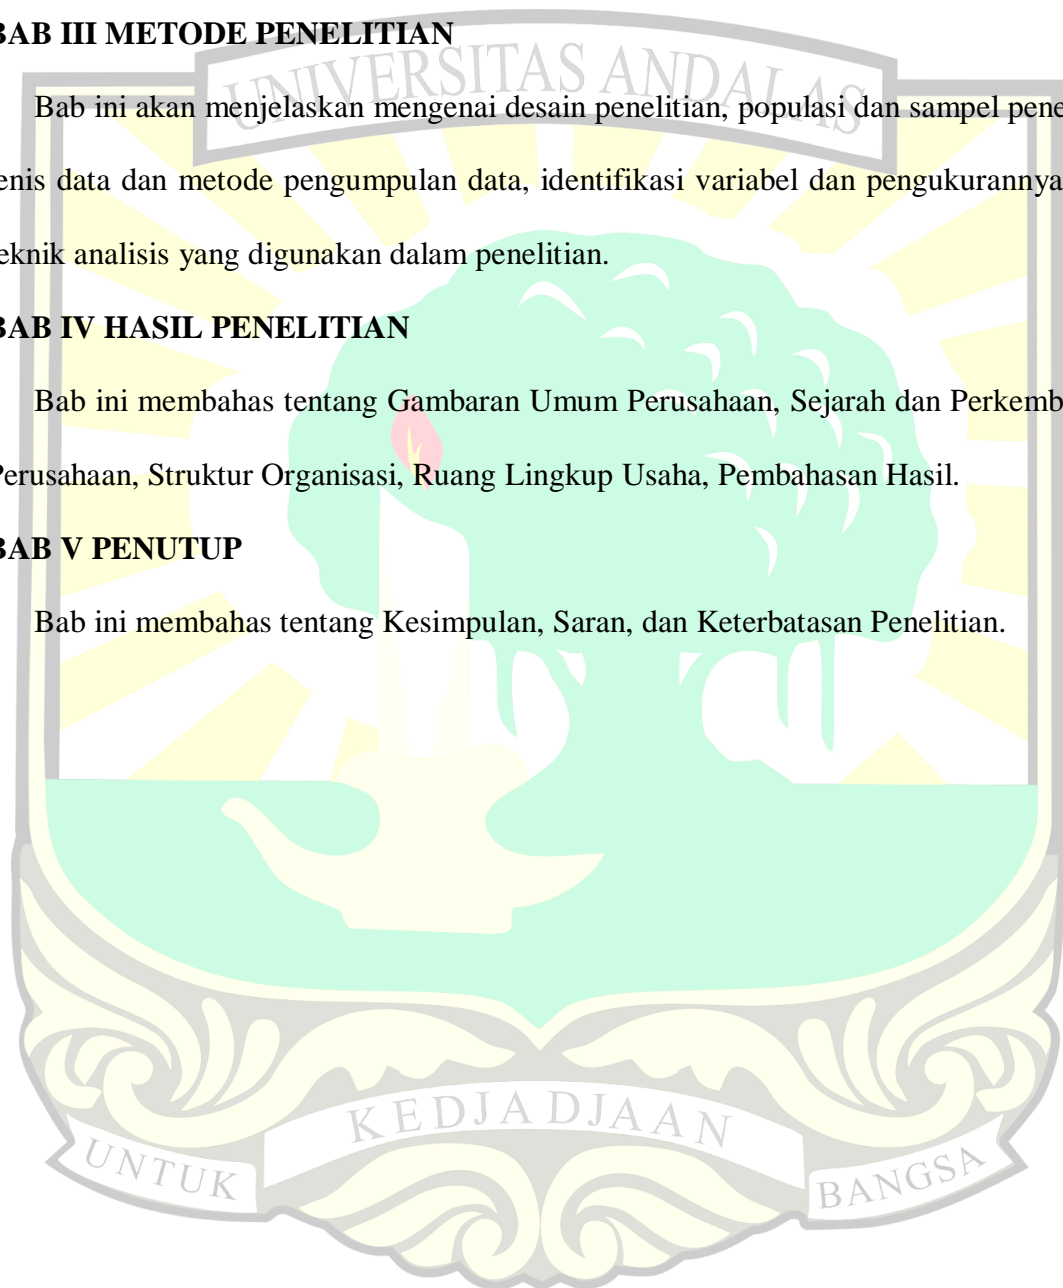 BAB III METODE PENELITIAN
UNIVERSITAS ANDALAS
Bab ini akan menjelaskan mengenai desain penelitian, populasi dan sampel pene
enis data dan metode pengumpulan data, identifikasi variabel dan pengukurannya
eknik analisis yang digunakan dalam penelitian.
BAB IV HASIL PENELITIAN
Bab ini membahas tentang Gambaran Umum Perusahaan, Sejarah dan Perkemb
Perusahaan, Struktur Organisasi, Ruang Lingkup Usaha, Pembahasan Hasil.
BAB V PENUTUP
Bab ini membahas tentang Kesimpulan, Saran, dan Keterbatasan Penelitian.
UNTUK KEDJADJAAN BANGSA